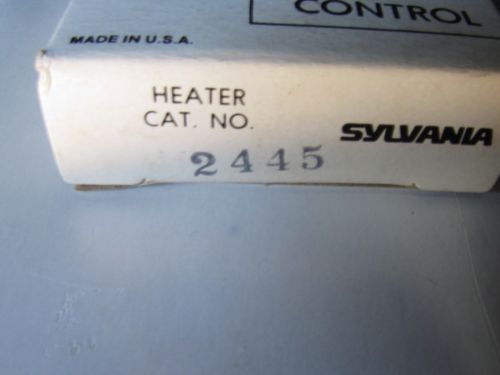 CONTROL
MADE IN U.S.A.
HEATER
CAT. NO.
SYLVANIA
2445